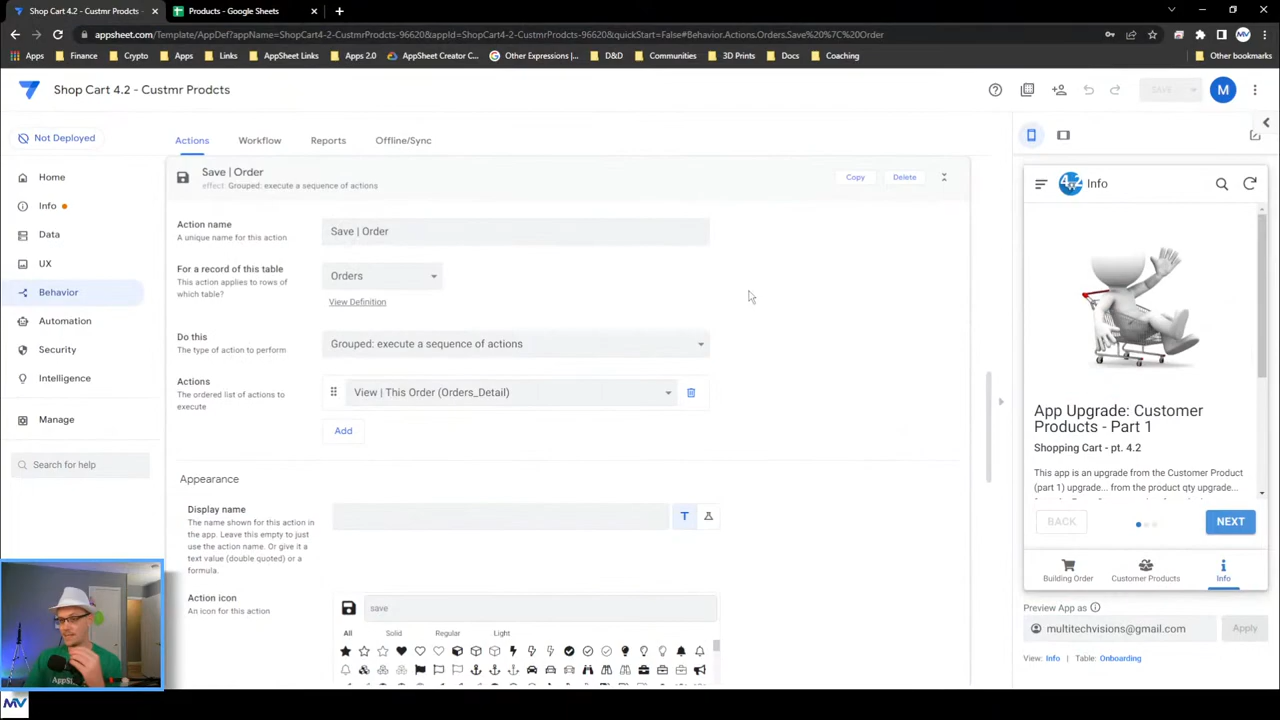 Shop Cart 4.2 - Custmr Prodcts -
Products - Google Sheets
appsheet.com/Template/AppDef?appName=ShopCart4-2-CustmrProdcts-96620&appId=ShopCart4-2-CustmrProdcts-96620&quickStart=False#Behavior.Actions.Orders.Save%20%7C%20Order
Apps
Finance
Crypto
Apps
Links
AppSheet Links
Apps 2.0
AppSheet Creator C...
Other Expressions (...
D&D
Communities
3D Prints
Docs
Coaching
Other bookmarks
Shop Cart 4.2 - Custmr Prodcts
SAVE
M
Not Deployed
Home
Info
Data
UX
Behavior
Automation
Security
Intelligence
Manage
Search for help
Actions
Workflow
Reports
Offline/Sync
Save | Order
effect: Grouped: execute a sequence of actions
Copy
Delete
Action name
A unique name for this action
Save | Order
For a record of this table
This action applies to rows of
which table?
Orders
View Definition
Do this
The type of action to perform
Grouped: execute a sequence of actions
Actions
The ordered list of actions to
execute
View | This Order (Orders_Detail)
Add
Appearance
Display name
The name shown for this action in
the app. Leave this empty to just
use the action name. Or give it a
text value (double quoted) or a
formula.
T
Action icon
An icon for this action
save
All
Solid
Regular
Light
4.2
Info
App Upgrade: Customer
Products - Part 1
Shopping Cart - pt. 4.2
This app is an upgrade from the Customer Product
(part 1) upgrade... from the product qty upgrade...
BACK
NEXT
Building Order
Customer Products
Info
Preview App as
multitechvisions@gmail.com
Apply
View: Info
Table: Onboarding
MV